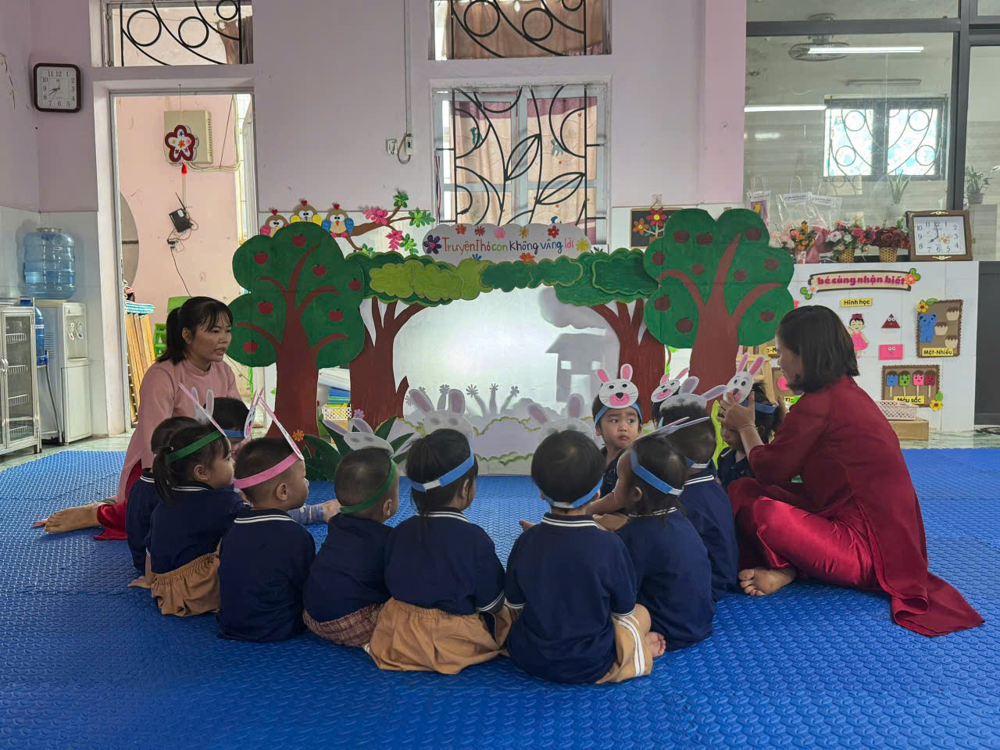 Truyện Thỏ con không vâng lời
bé cùng nhận biết
Hình học
Một-Nhiều
Màu sắc